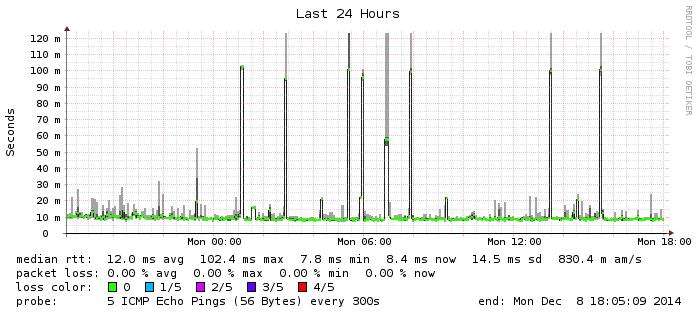 Last 24 Hours
RRDTOOL / TOBI OETIKER
Seconds
120 m
110 m
100 m
90 m
80 m
70 m
60 m
50 m
40 m
30 m
20 m
10 m
0
Mon 00:00 Mon 06:00 Mon 12:00 Mon 18:00
median rtt: 12.0 ms avg 102.4 ms max 7.8 ms min 8.4 ms now 14.5 ms sd 830.4 m am/s
packet loss: 0.00 % avg 0.00 % max 0.00 % min 0.00 % now
loss color: 0 1/5 2/5 3/5 4/5
probe: 5 ICMP Echo Pings (56 Bytes) every 300s end: Mon Dec 8 18:05:09 2014